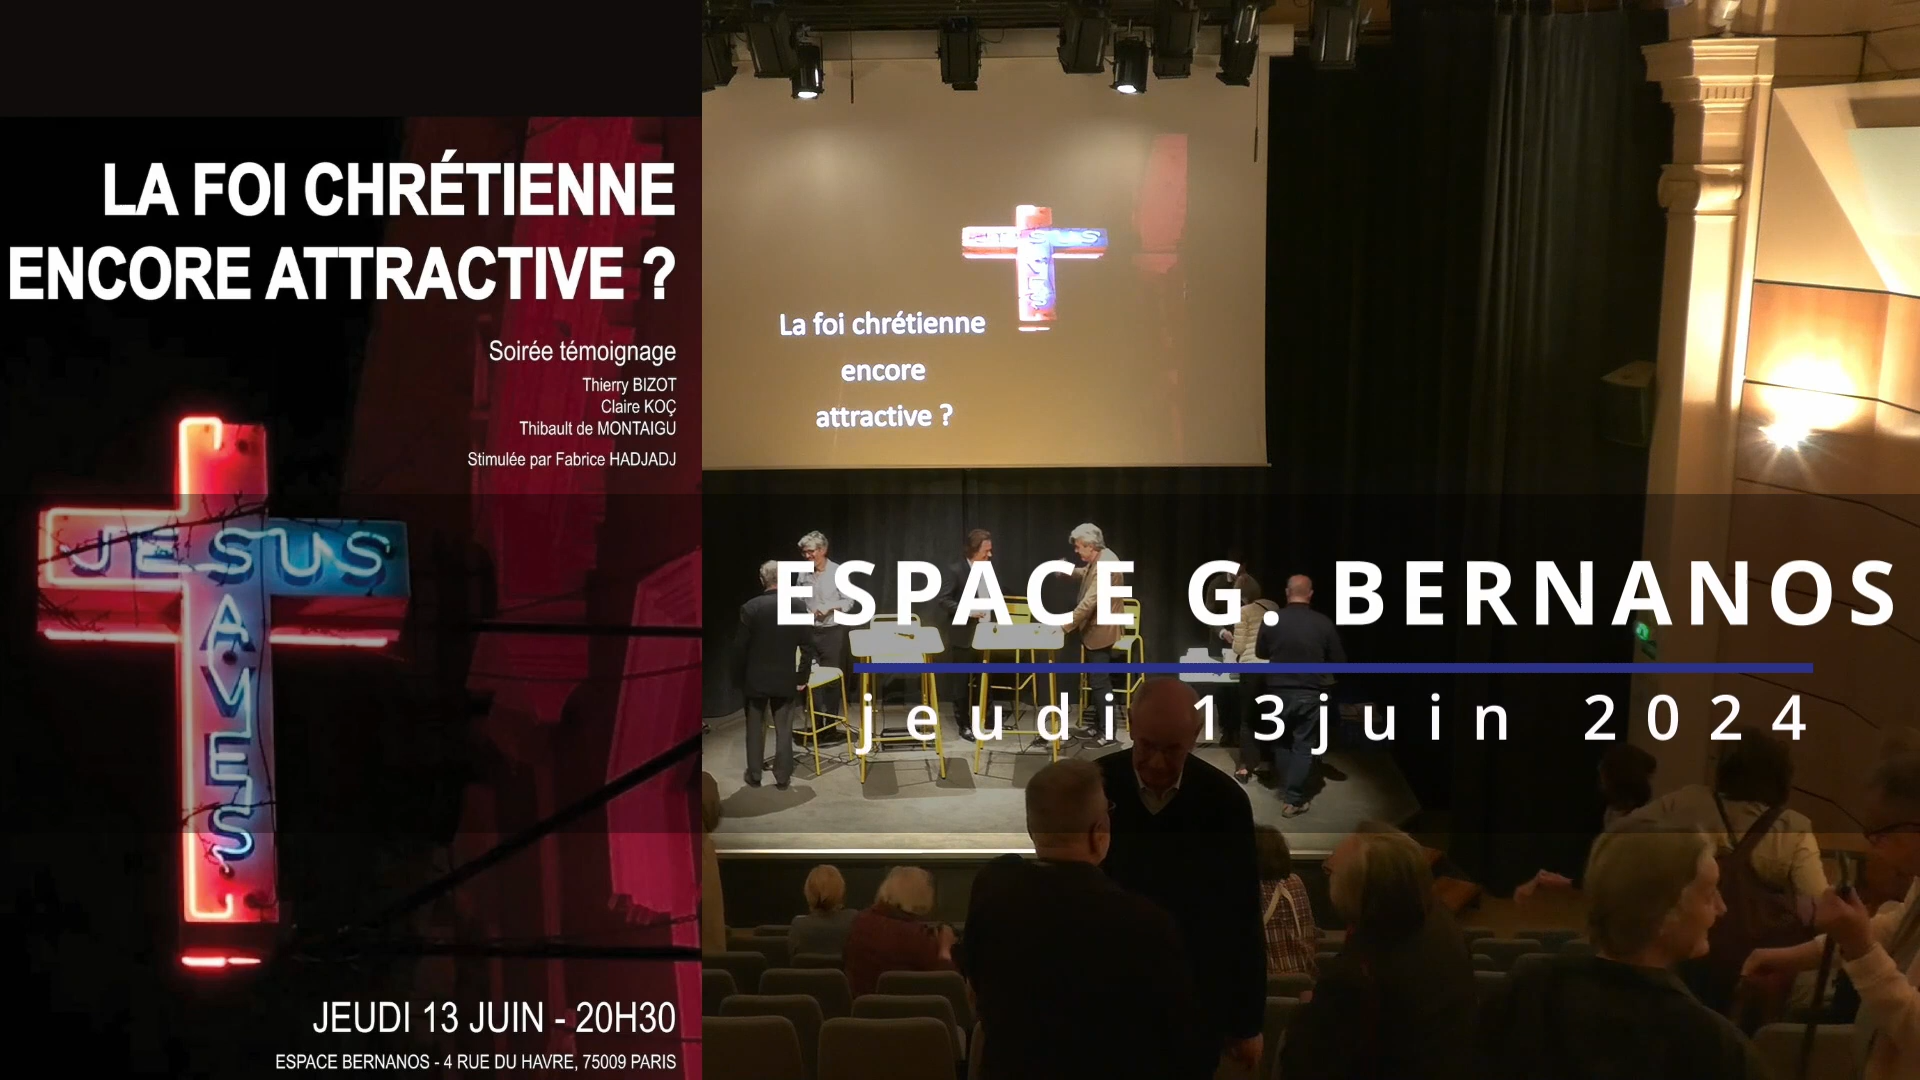 LA FOI CHRÉTIENNE
ENCORE ATTRACTIVE ?
Soirée témoignage
Thierry BIZOT
Claire KOÇ
Thibault de MONTAIGU
Stimulée par Fabrice HADJADJ
JESUS
SAVES
JEUDI 13 JUIN - 20H30
ESPACE BERNANOS - 4 RUE DU HAVRE, 75009 PARIS
JESUS
La foi chrétienne
encore
attractive ?
ESPACE G. BERNANOS
jeudi 13juin 2024